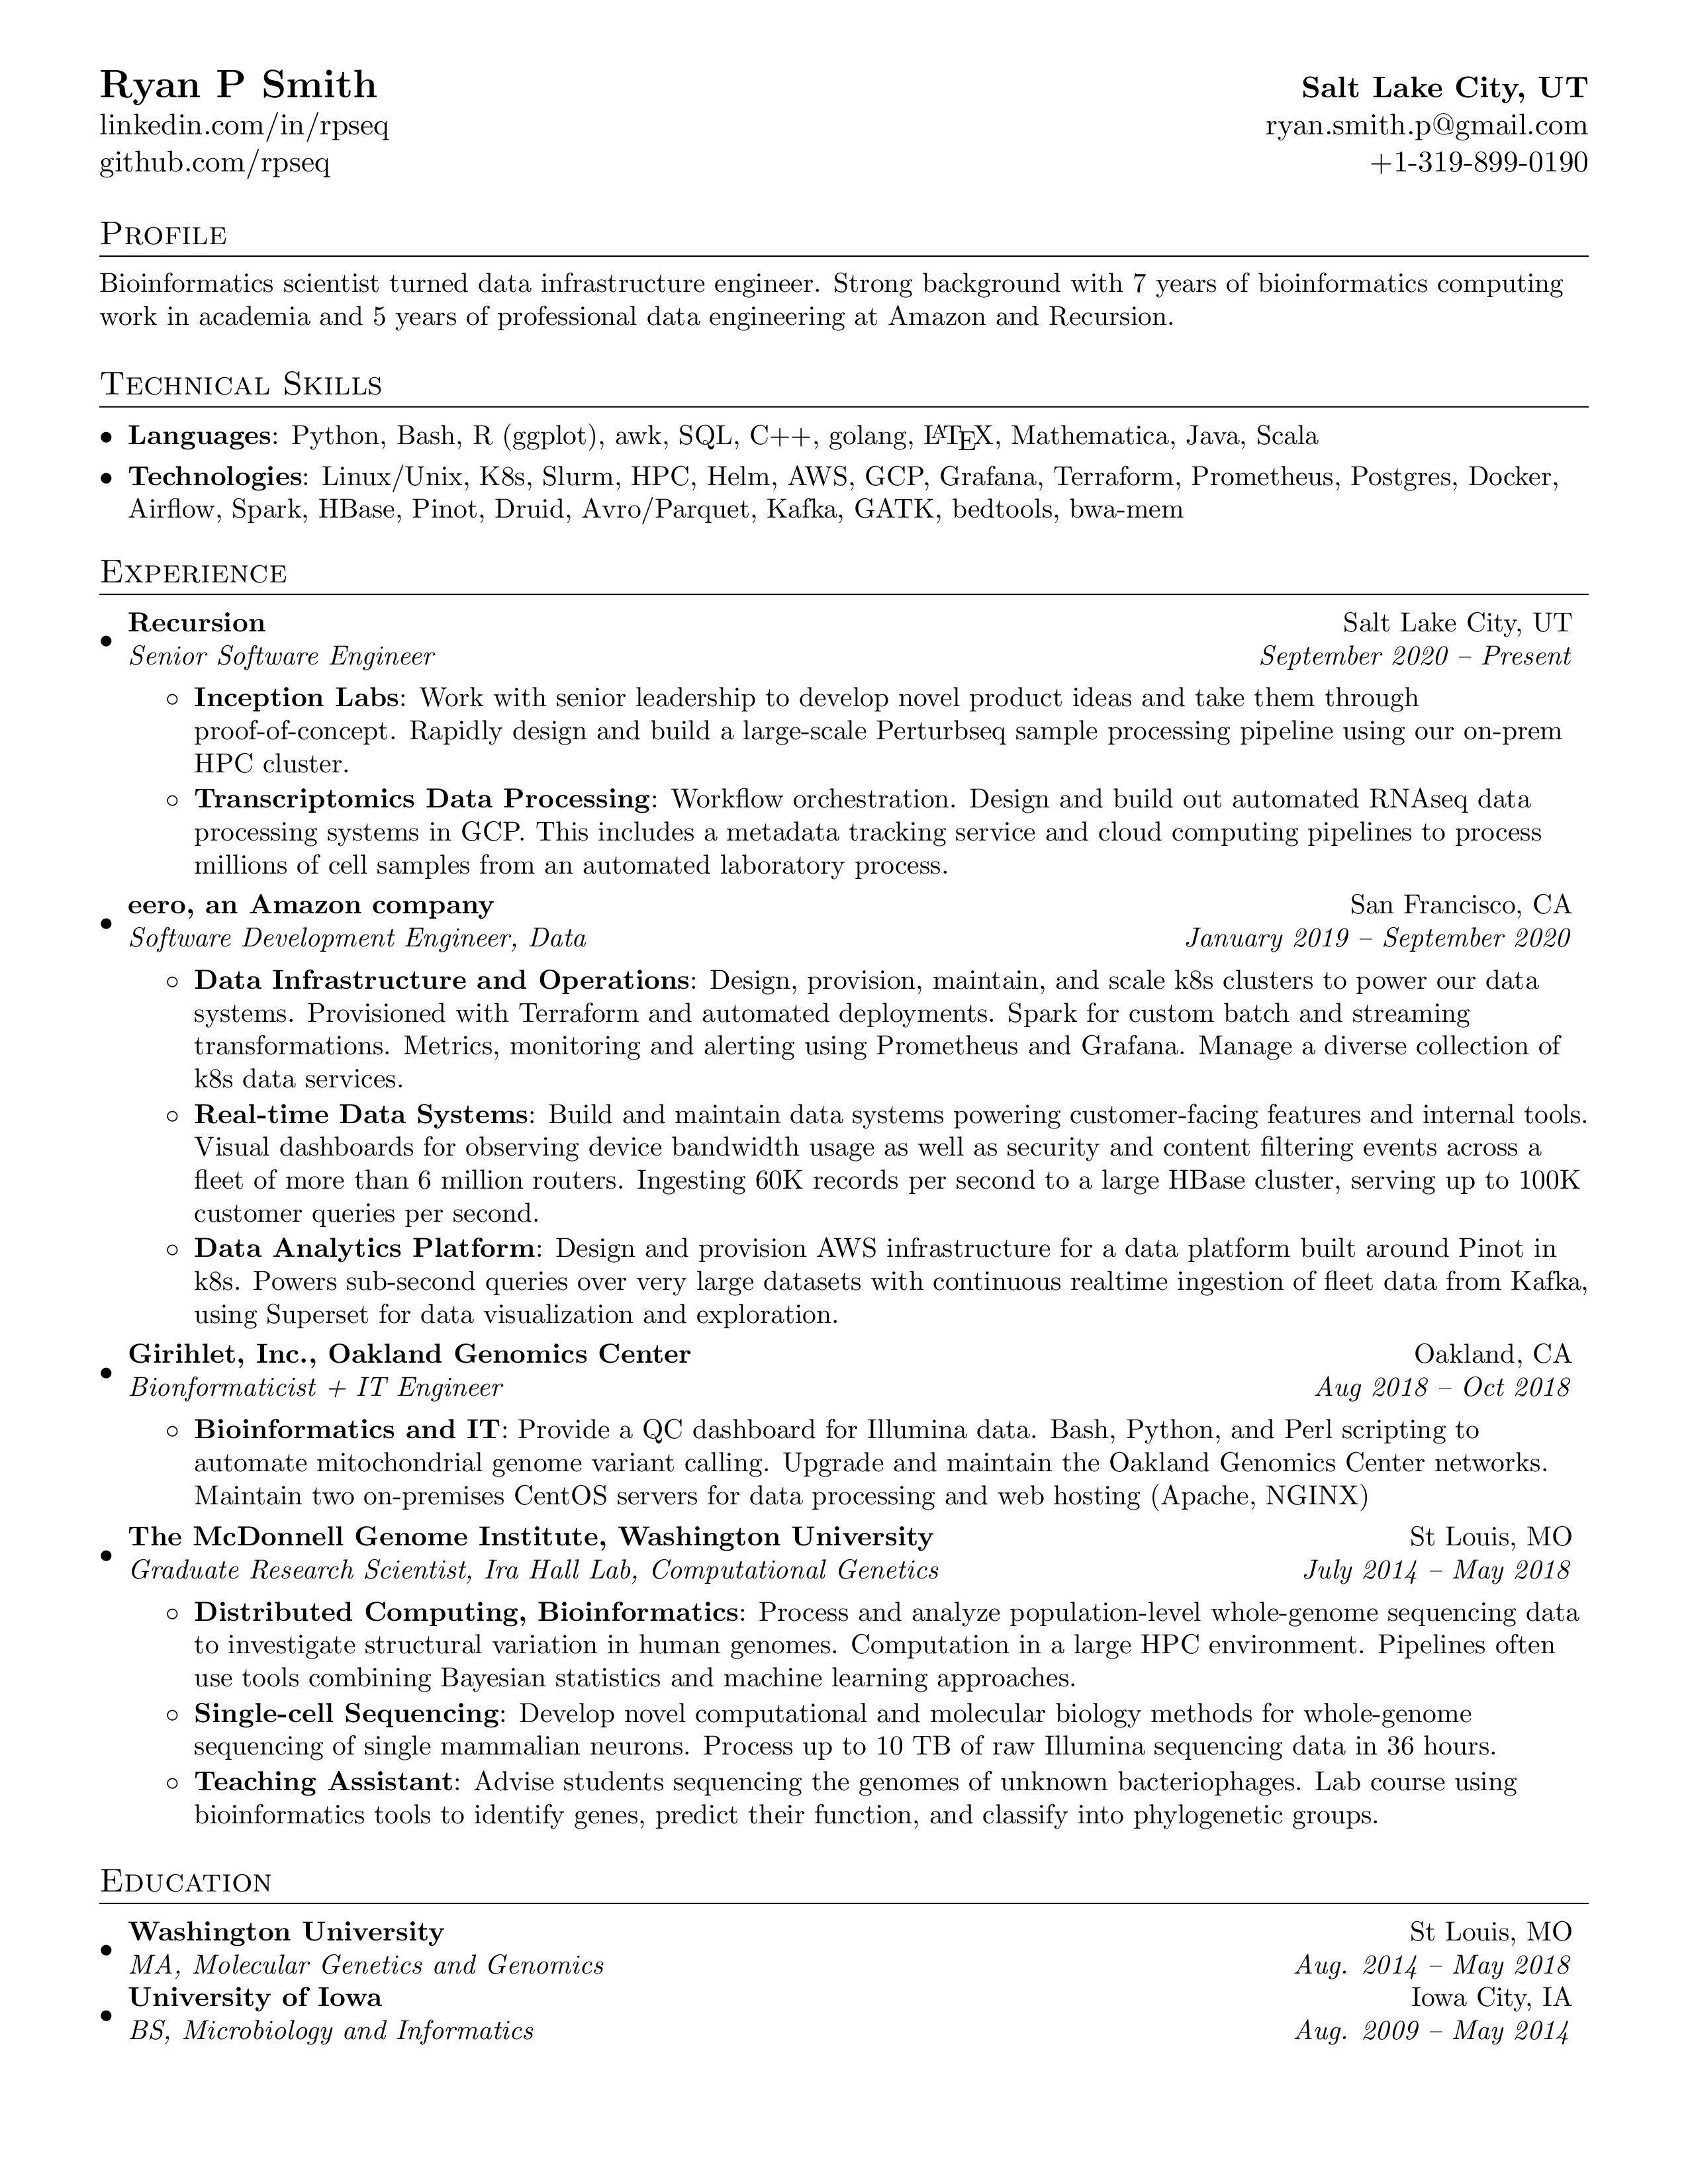 Ryan P Smith
Salt Lake City, UT
linkedin.com/in/rpseq
ryan.smith.p@gmail.com
github.com/rpseq
+1-319-899-0190
Profile
Bioinformatics scientist turned data infrastructure engineer. Strong background with 7 years of bioinformatics computing
work in academia and 5 years of professional data engineering at Amazon and Recursion.
Technical Skills
• Languages: Python, Bash, R (ggplot), awk, SQL, C++, golang, LATEX, Mathematica, Java, Scala
• Technologies: Linux/Unix, K8s, Slurm, HPC, Helm, AWS, GCP, Grafana, Terraform, Prometheus, Postgres, Docker,
Airflow, Spark, HBase, Pinot, Druid, Avro/Parquet, Kafka, GATK, bedtools, bwa-mem
Experience
• Recursion Salt Lake City, UT
Senior Software Engineer September 2020 – Present
◦ Inception Labs: Work with senior leadership to develop novel product ideas and take them through
proof-of-concept. Rapidly design and build a large-scale Perturbseq sample processing pipeline using our on-prem
HPC cluster.
◦ Transcriptomics Data Processing: Workflow orchestration. Design and build out automated RNAseq data
processing systems in GCP. This includes a metadata tracking service and cloud computing pipelines to process
millions of cell samples from an automated laboratory process.
• eero, an Amazon company San Francisco, CA
Software Development Engineer, Data January 2019 – September 2020
◦ Data Infrastructure and Operations: Design, provision, maintain, and scale k8s clusters to power our data
systems. Provisioned with Terraform and automated deployments. Spark for custom batch and streaming
transformations. Metrics, monitoring and alerting using Prometheus and Grafana. Manage a diverse collection of
k8s data services.
◦ Real-time Data Systems: Build and maintain data systems powering customer-facing features and internal tools.
Visual dashboards for observing device bandwidth usage as well as security and content filtering events across a
fleet of more than 6 million routers. Ingesting 60K records per second to a large HBase cluster, serving up to 100K
customer queries per second.
◦ Data Analytics Platform: Design and provision AWS infrastructure for a data platform built around Pinot in
k8s. Powers sub-second queries over very large datasets with continuous realtime ingestion of fleet data from Kafka,
using Superset for data visualization and exploration.
• Girihlet, Inc., Oakland Genomics Center Oakland, CA
Bionformaticist + IT Engineer Aug 2018 – Oct 2018
◦ Bioinformatics and IT: Provide a QC dashboard for Illumina data. Bash, Python, and Perl scripting to
automate mitochondrial genome variant calling. Upgrade and maintain the Oakland Genomics Center networks.
Maintain two on-premises CentOS servers for data processing and web hosting (Apache, NGINX)
• The McDonnell Genome Institute, Washington University St Louis, MO
Graduate Research Scientist, Ira Hall Lab, Computational Genetics July 2014 – May 2018
◦ Distributed Computing, Bioinformatics: Process and analyze population-level whole-genome sequencing data
to investigate structural variation in human genomes. Computation in a large HPC environment. Pipelines often
use tools combining Bayesian statistics and machine learning approaches.
◦ Single-cell Sequencing: Develop novel computational and molecular biology methods for whole-genome
sequencing of single mammalian neurons. Process up to 10 TB of raw Illumina sequencing data in 36 hours.
◦ Teaching Assistant: Advise students sequencing the genomes of unknown bacteriophages. Lab course using
bioinformatics tools to identify genes, predict their function, and classify into phylogenetic groups.
Education
• Washington University St Louis, MO
MA, Molecular Genetics and Genomics Aug. 2014 – May 2018
• University of Iowa Iowa City, IA
BS, Microbiology and Informatics Aug. 2009 – May 2014